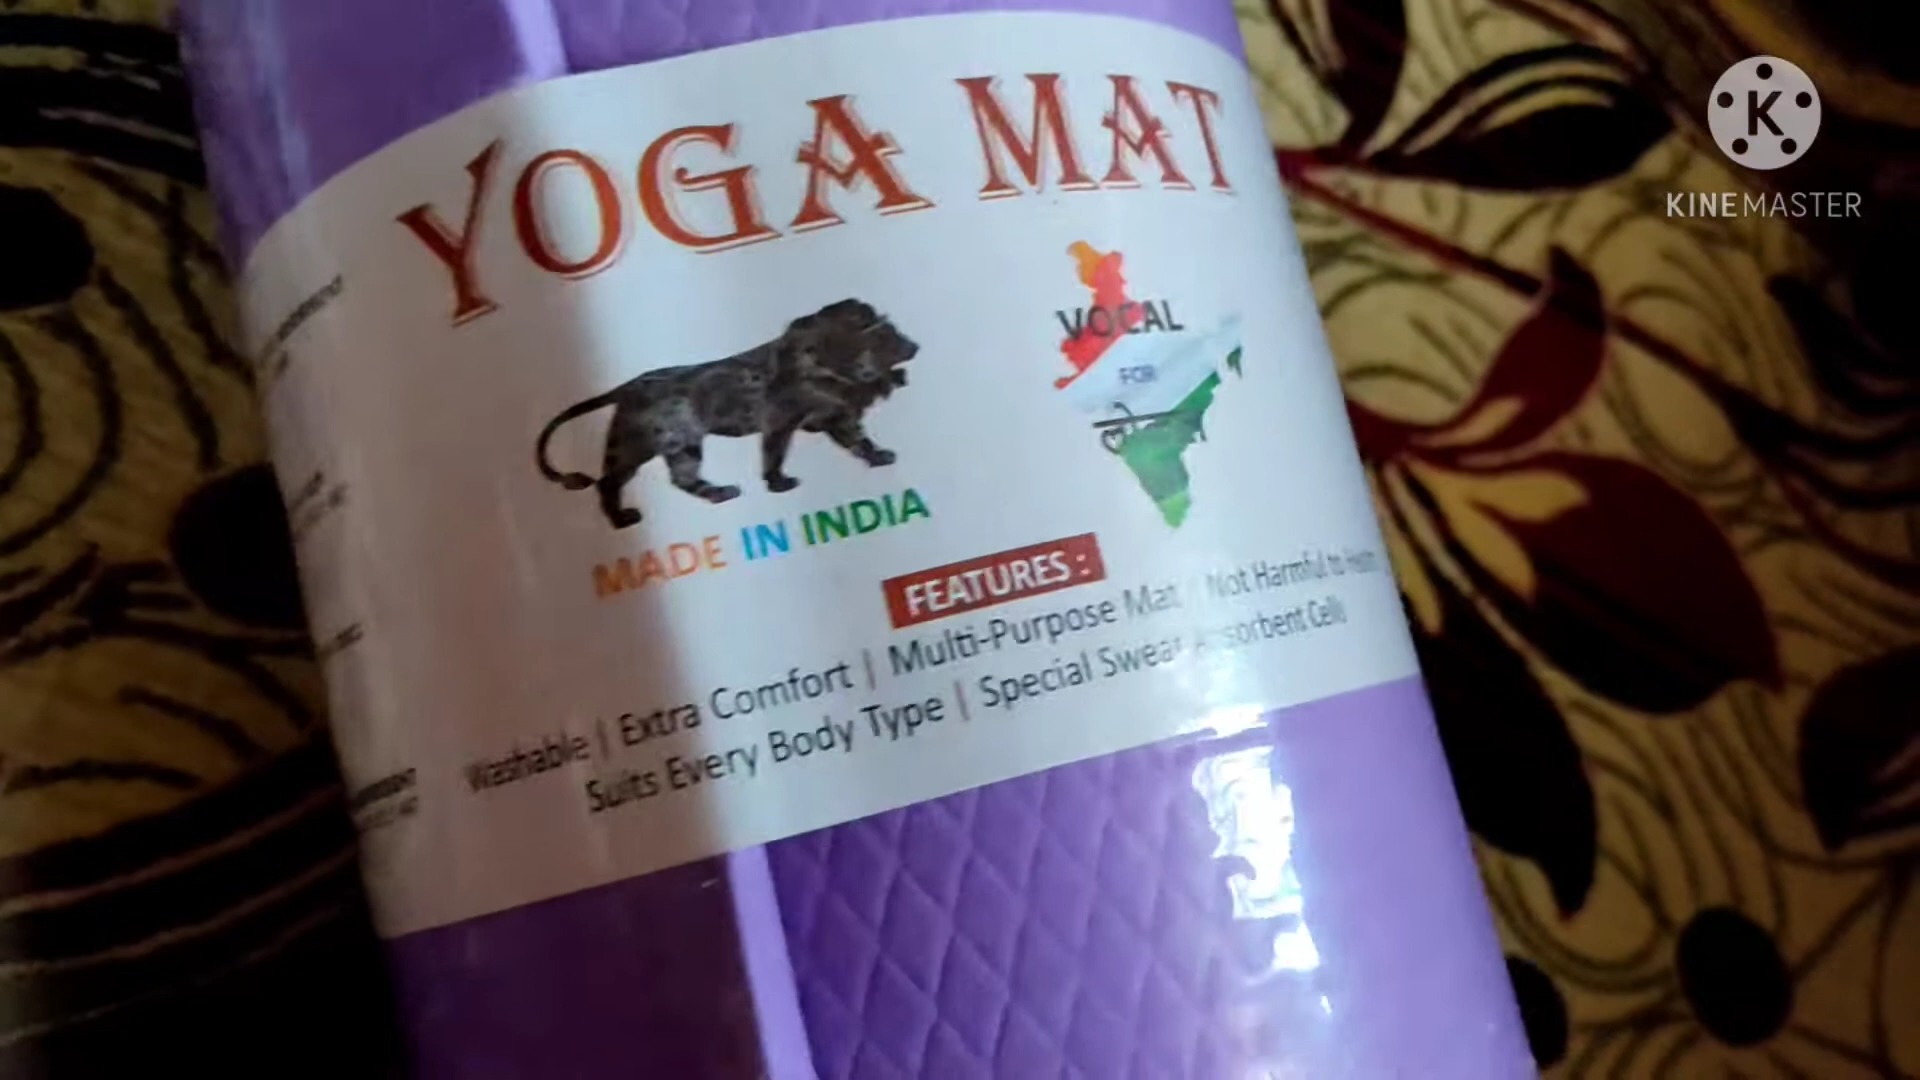 YOGA MAT
VOCAL
FOR
MADE IN INDIA
FEATURES :
Washable | Extra Comfort | Multi-Purpose Mat Not Harmful to
Suits Every Body Type | Special Cells
K
KINEMASTER